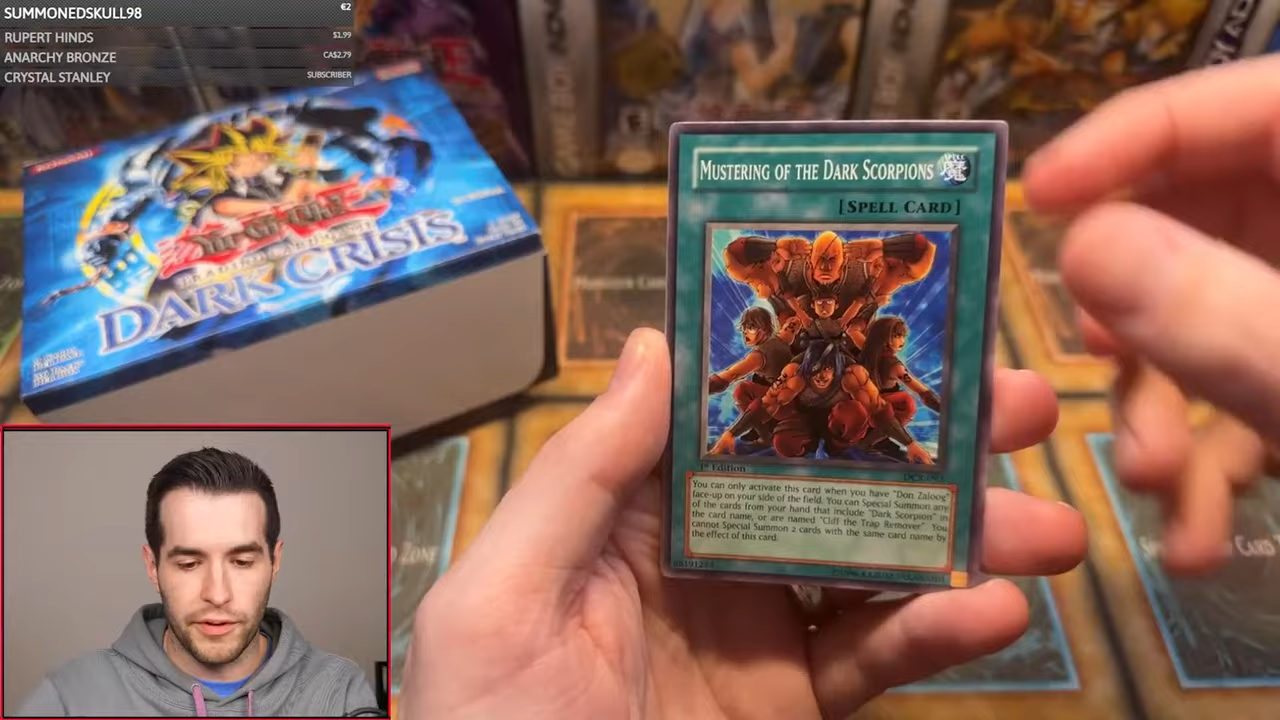 SUMMONEDSKULL98 €2
RUPERT HINDS $1.99
ANARCHY BRONZE CA$2.79
CRYSTAL STANLEY SUBSCRIBER
YU-GI-OH!
DARK CRISIS
MUSTERING OF THE DARK SCORPIONS
[SPELL CARD]
1st Edition
You can only activate this card when you have "Don Zaloog"
face-up on your side of the field. You can Special Summon any
of the cards from your hand that include "Dark Scorpion" in
the card name, or are named "Cliff the Trap Remover". You
cannot Special Summon 2 cards with the same card name by
the effect of this card.